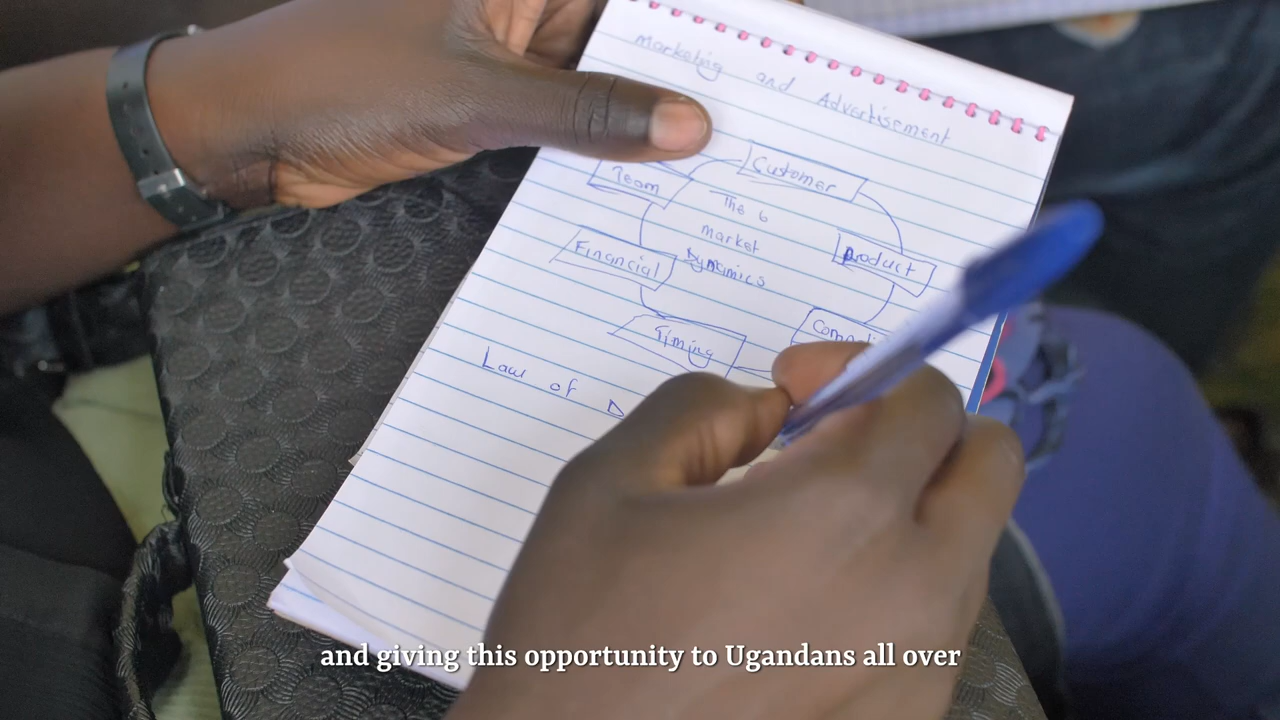 Marketing and Advertisement
Customer
Team
The 6
market
Dynamics
Product
Financial
Timing
Law of
and giving this opportunity to Ugandans all over